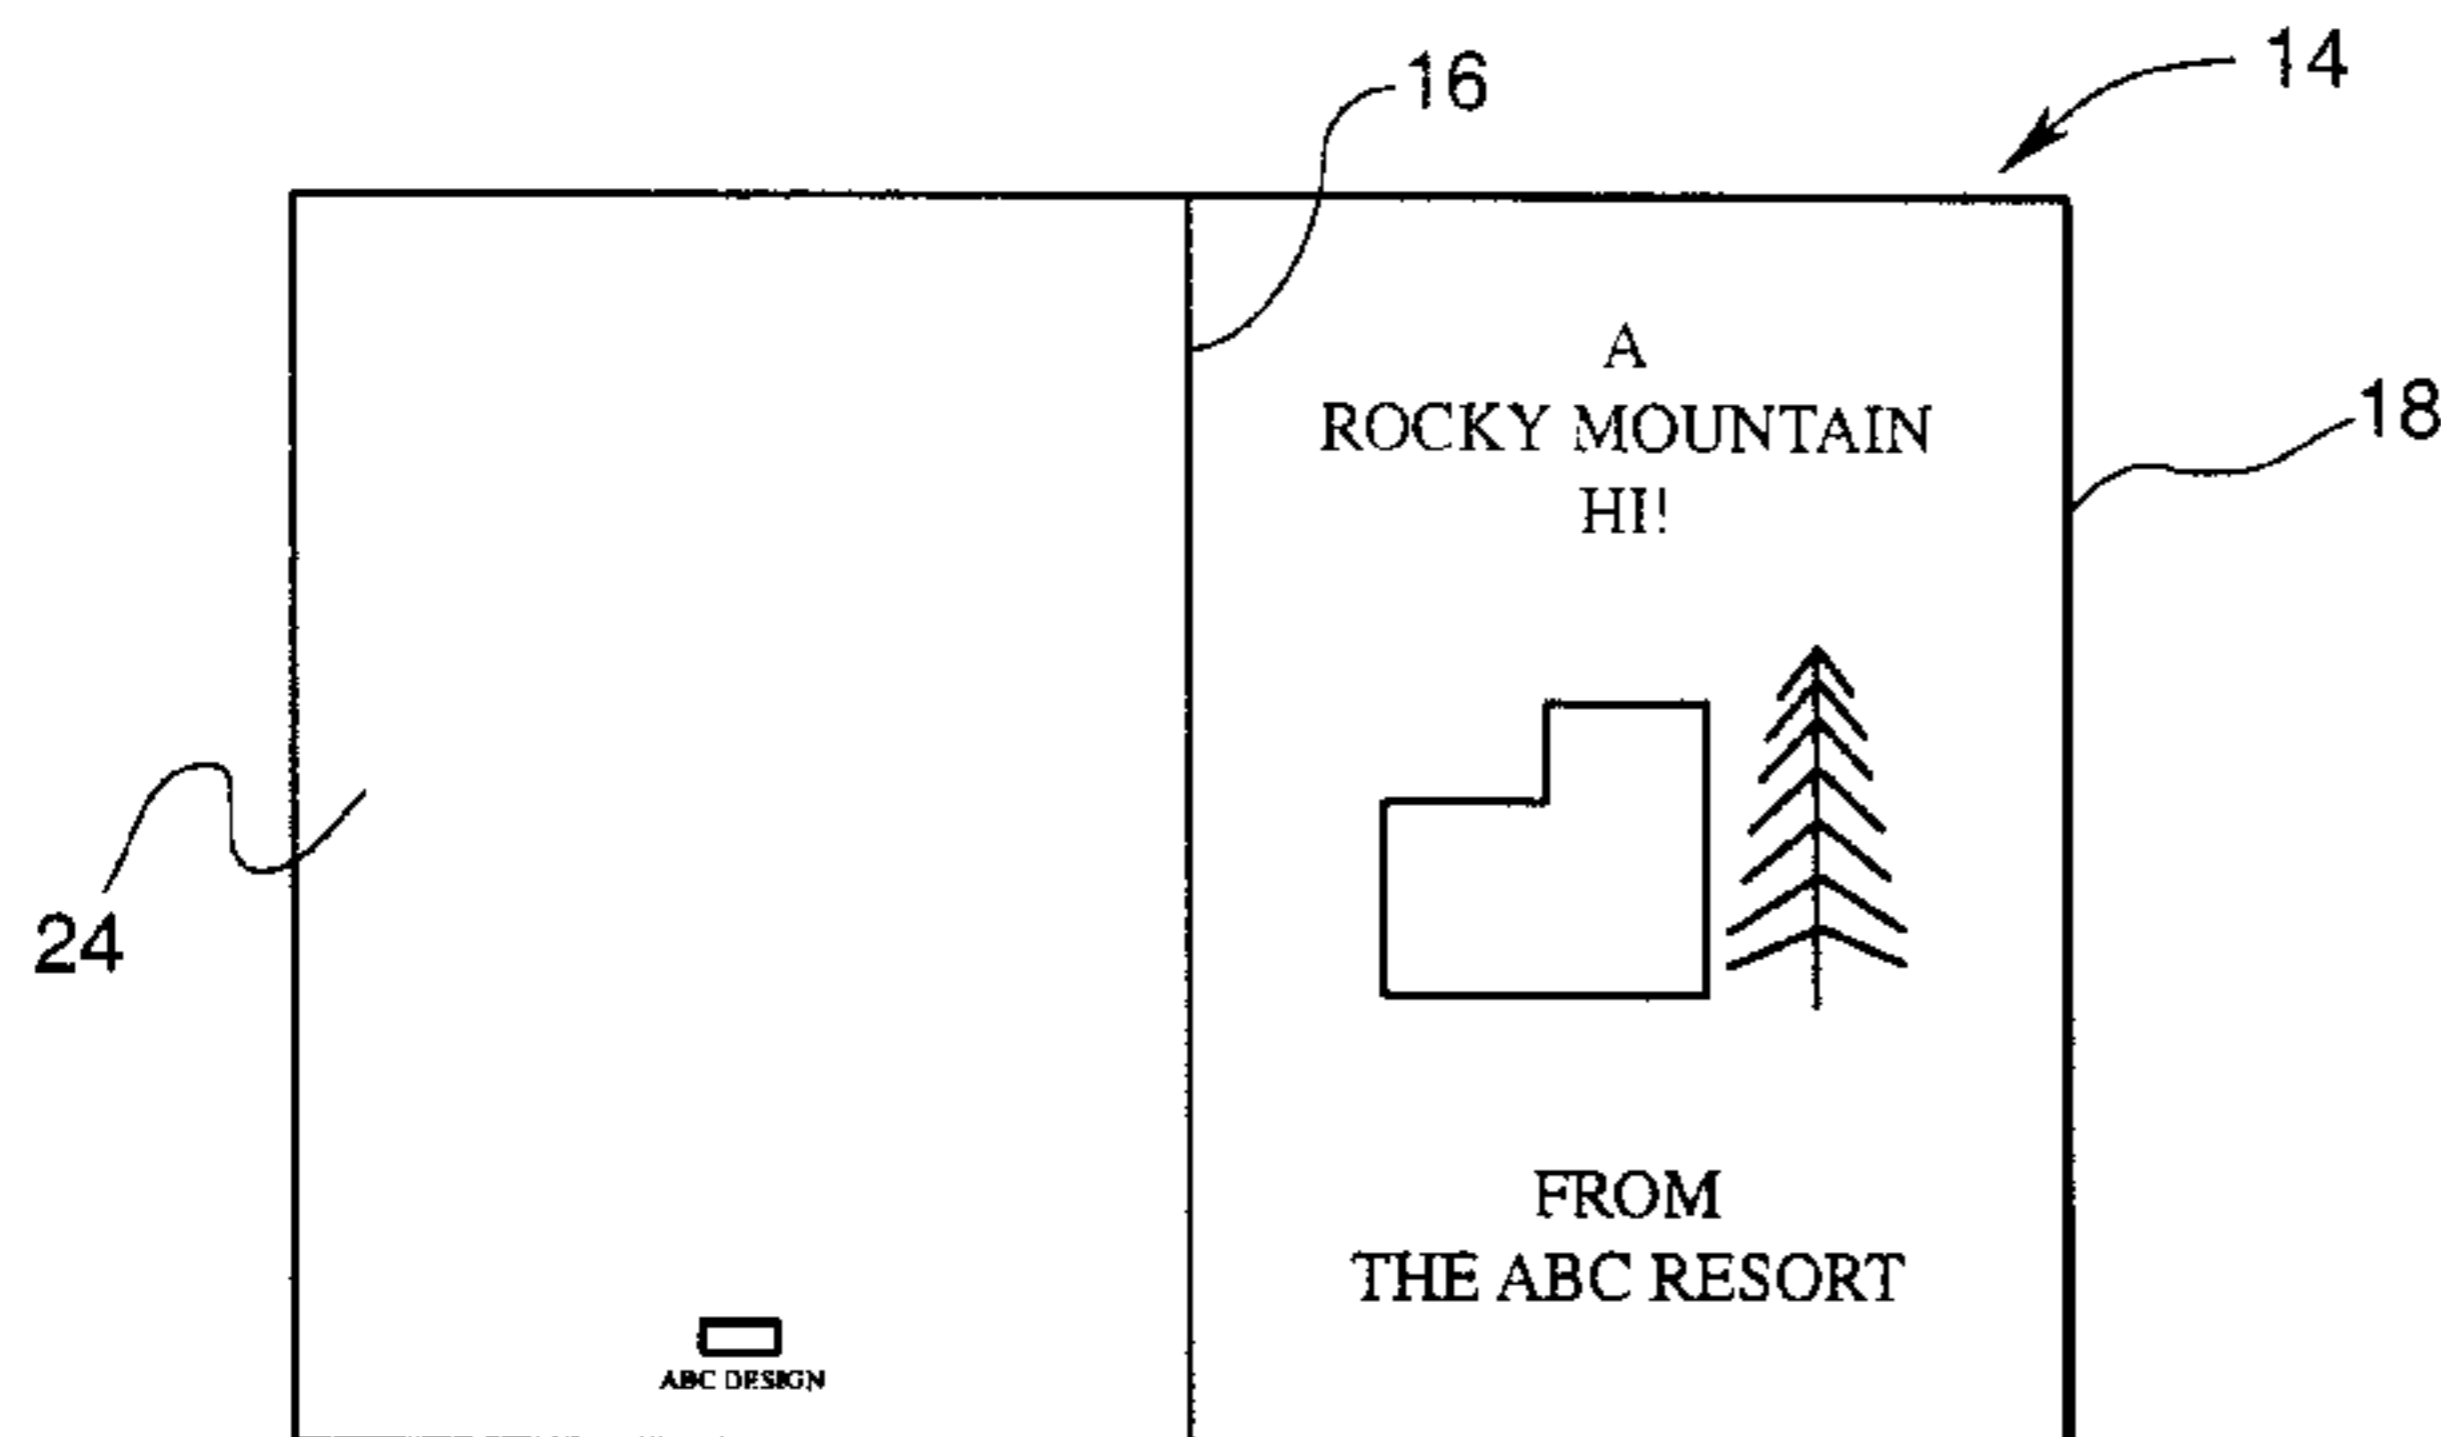 16
14
A
ROCKY MOUNTAIN
HI!
18
24
FROM
THE ABC RESORT
ABC DESIGN